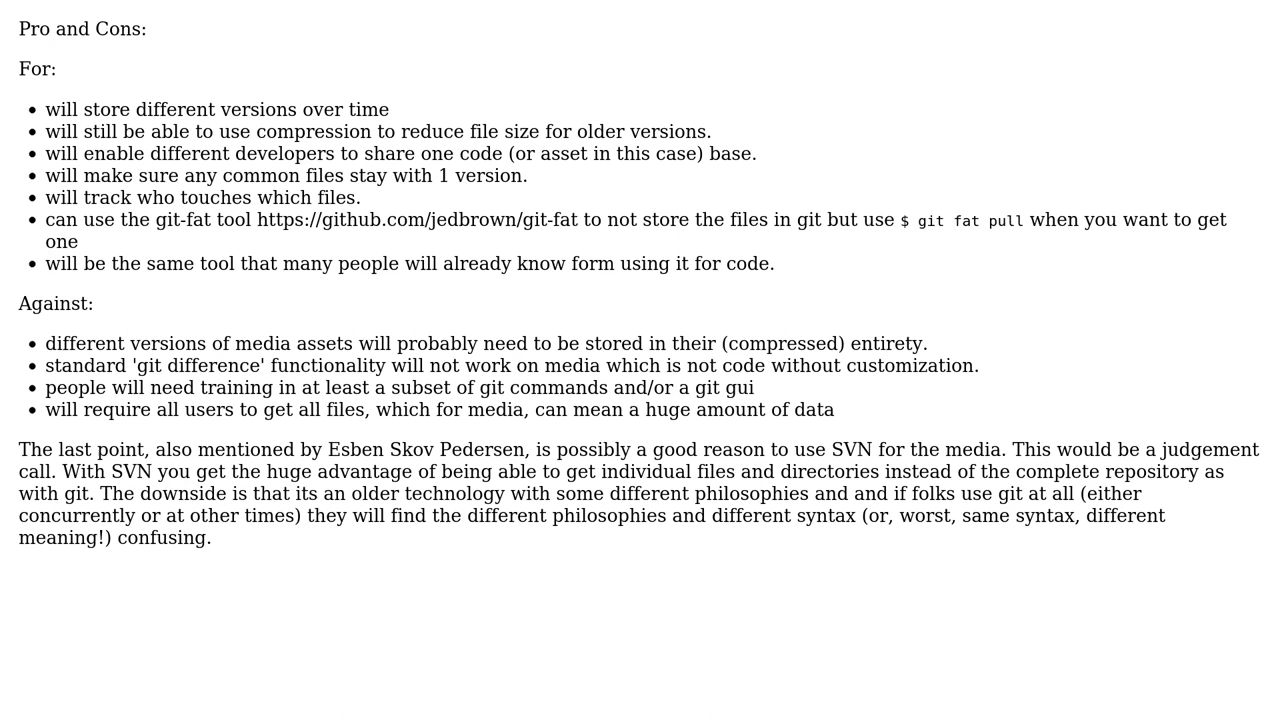 Pro and Cons:
For:
will store different versions over time
will still be able to use compression to reduce file size for older versions.
will enable different developers to share one code (or asset in this case) base.
will make sure any common files stay with 1 version.
will track who touches which files.
can use the git-fat tool https://github.com/jedbrown/git-fat to not store the files in git but use $ git fat pull when you want to get
one
will be the same tool that many people will already know form using it for code.
Against:
different versions of media assets will probably need to be stored in their (compressed) entirety.
standard 'git difference' functionality will not work on media which is not code without customization.
people will need training in at least a subset of git commands and/or a git gui
will require all users to get all files, which for media, can mean a huge amount of data
The last point, also mentioned by Esben Skov Pedersen, is possibly a good reason to use SVN for the media. This would be a judgement
call. With SVN you get the huge advantage of being able to get individual files and directories instead of the complete repository as
with git. The downside is that its an older technology with some different philosophies and and if folks use git at all (either
concurrently or at other times) they will find the different philosophies and different syntax (or, worst, same syntax, different
meaning!) confusing.